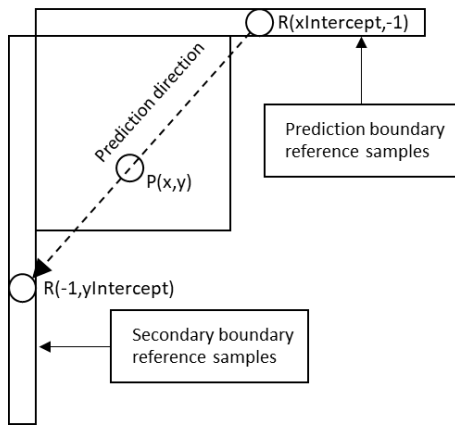 R(xIntercept,-1)
Prediction direction
Prediction boundary
reference samples
P(x,y)
R(-1,yIntercept)
Secondary boundary
reference samples